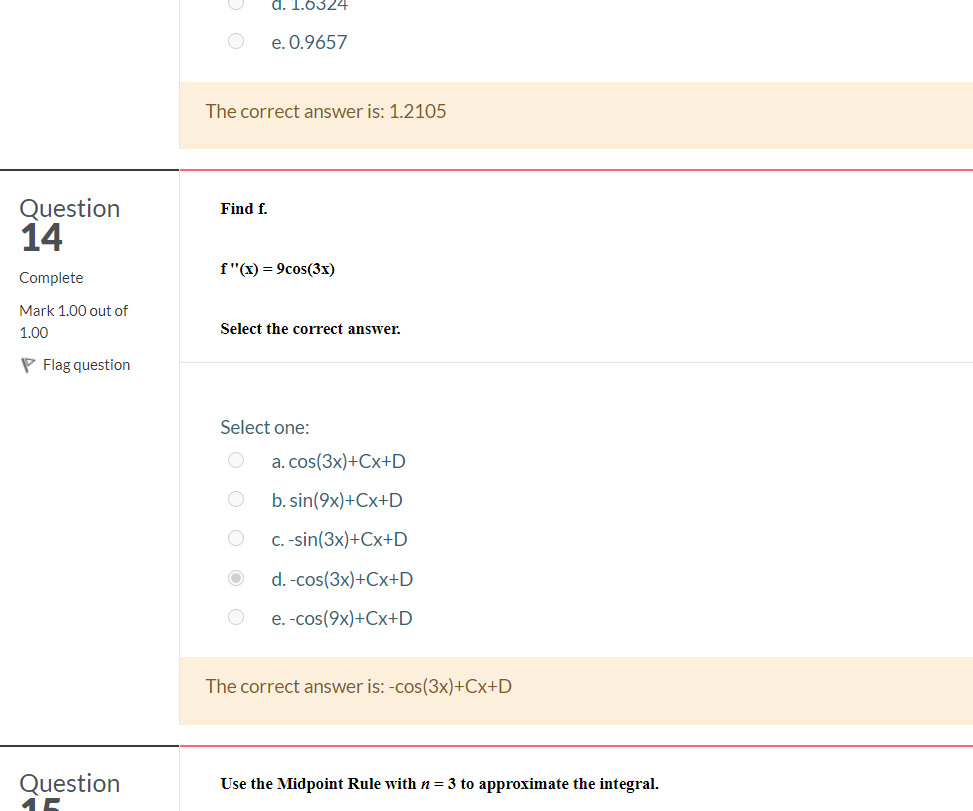 d. 1.6324
e. 0.9657
The correct answer is: 1.2105
Question
14
Complete
Mark 1.00 out of
1.00
Flag question
Find f.
f ''(x) = 9cos(3x)
Select the correct answer.
Select one:
a. cos(3x)+Cx+D
b. sin(9x)+Cx+D
c. -sin(3x)+Cx+D
d. -cos(3x)+Cx+D
e. -cos(9x)+Cx+D
The correct answer is: -cos(3x)+Cx+D
Question
15
Use the Midpoint Rule with n = 3 to approximate the integral.